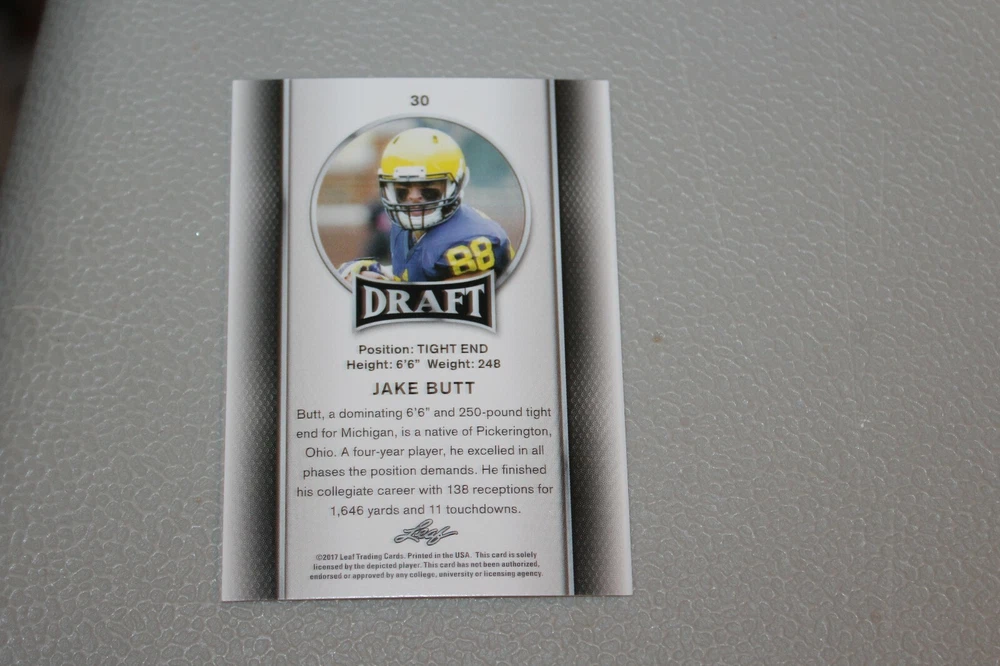 30
88
DRAFT
Position: TIGHT END
Height: 6'6" Weight: 248
JAKE BUTT
Butt, a dominating 6'6" and 250-pound tight
end for Michigan, is a native of Pickerington,
Ohio. A four-year player, he excelled in all
phases the position demands. He finished
his collegiate career with 138 receptions for
1,646 yards and 11 touchdowns.
Leaf
©2017 Leaf Trading Cards. Printed in the USA. This card is solely
licensed by the depicted player. This card has not been authorized,
endorsed or approved by any college, university or licensing agency.